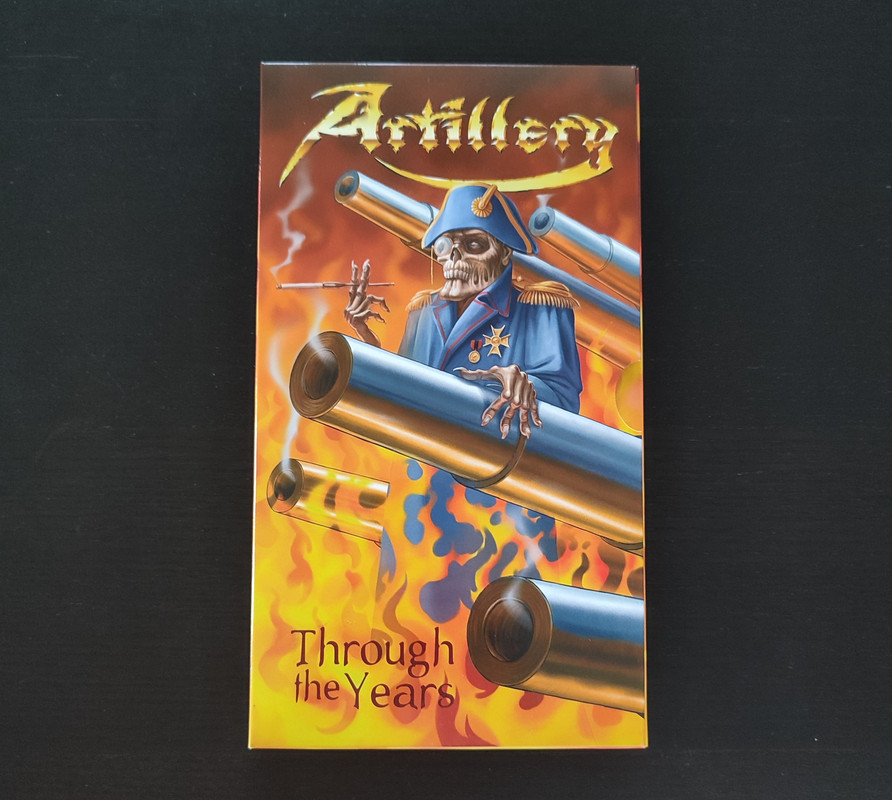 Artillery
Through
the Years